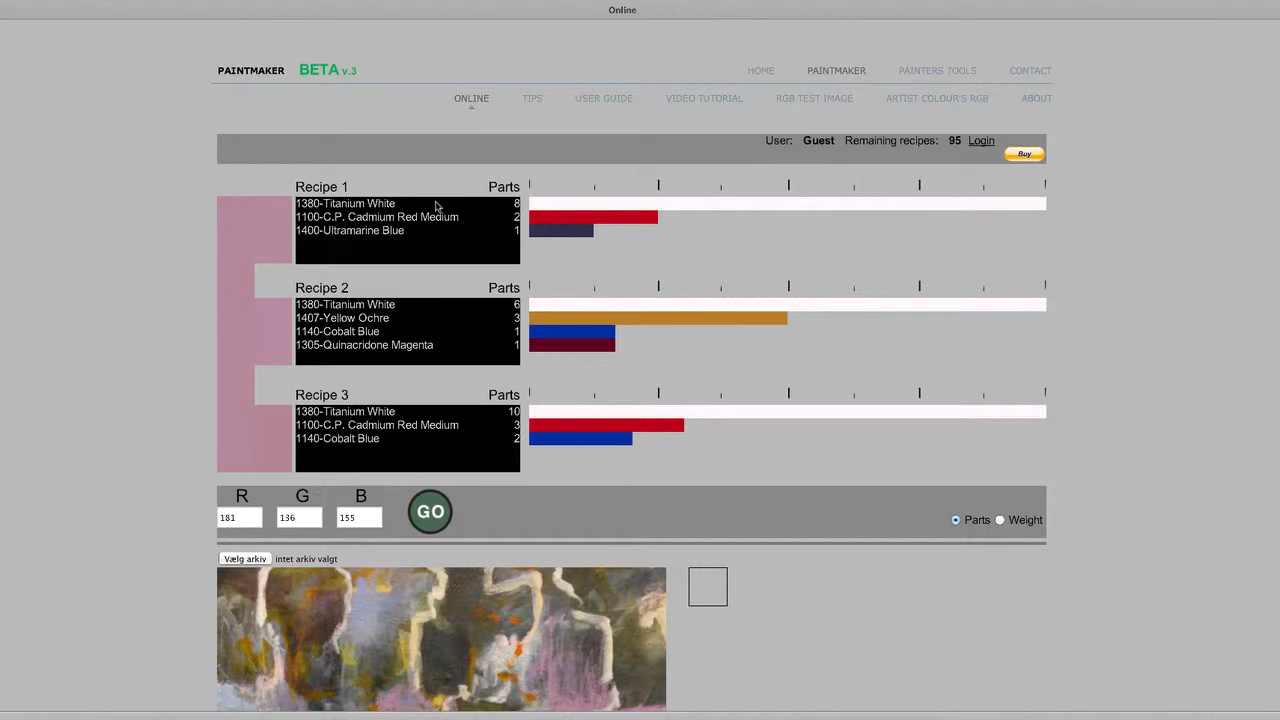 Online
PAINTMAKER BETA v.3
HOME PAINTMAKER PAINTERS TOOLS CONTACT
ONLINE TIPS USER GUIDE VIDEO TUTORIAL RGB TEST IMAGE ARTIST COLOUR'S RGB ABOUT
User: Guest Remaining recipes: 95 Login
Buy
Recipe 1 Parts
1380-Titanium White 8
1100-C.P. Cadmium Red Medium 2
1400-Ultramarine Blue 1
Recipe 2 Parts
1380-Titanium White 6
1407-Yellow Ochre 3
1140-Cobalt Blue 1
1305-Quinacridone Magenta 1
Recipe 3 Parts
1380-Titanium White 10
1100-C.P. Cadmium Red Medium 3
1140-Cobalt Blue 2
R G B
181 136 155 GO
Parts Weight
Vælg arkiv intet arkiv valgt